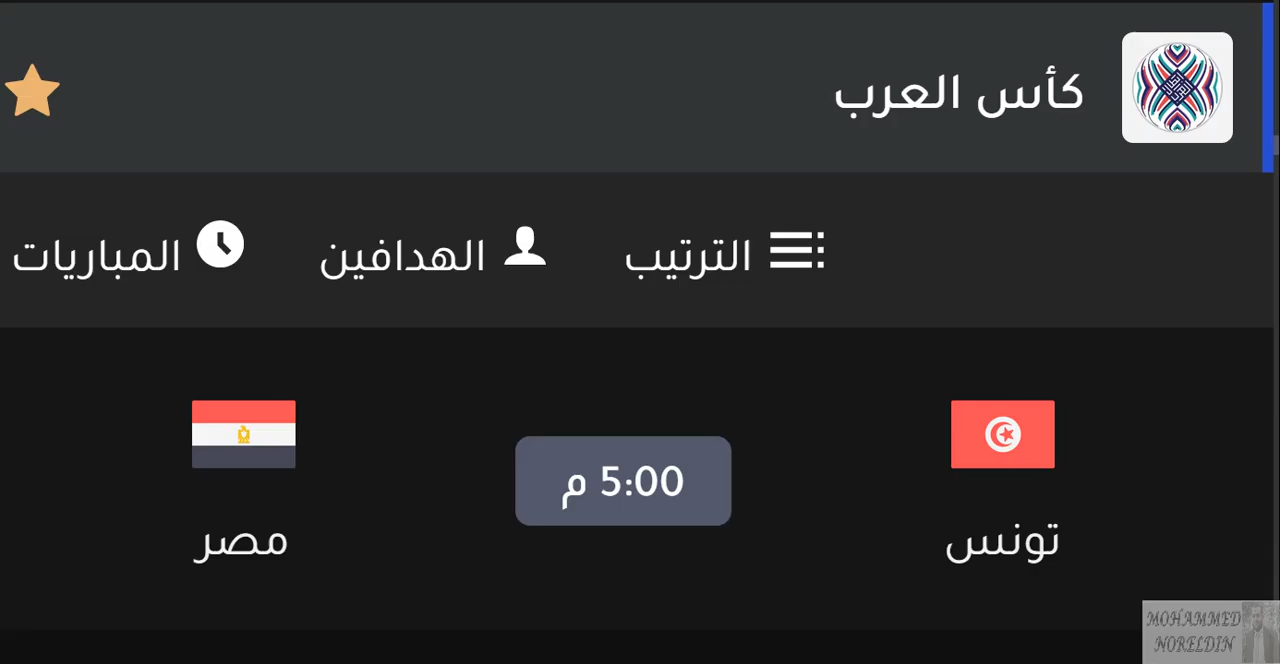 كأس العرب
الترتيب الهدافين المباريات
تونس 5:00 م مصر
MOHAMMED
NORELDIN